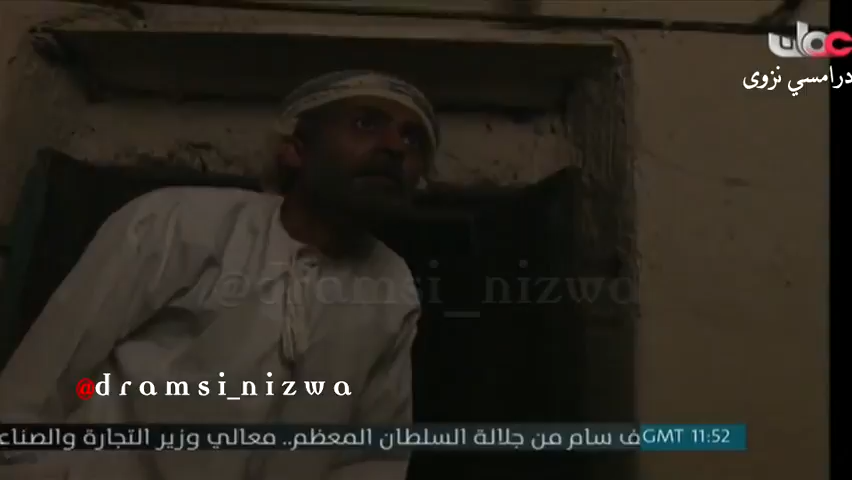 درامسي نزوى
@dramsi_nizwa
@dramsi_nizwa
ف سام من جلالة السلطان المعظم.. معالي وزير التجارة والصناع
GMT 11:52